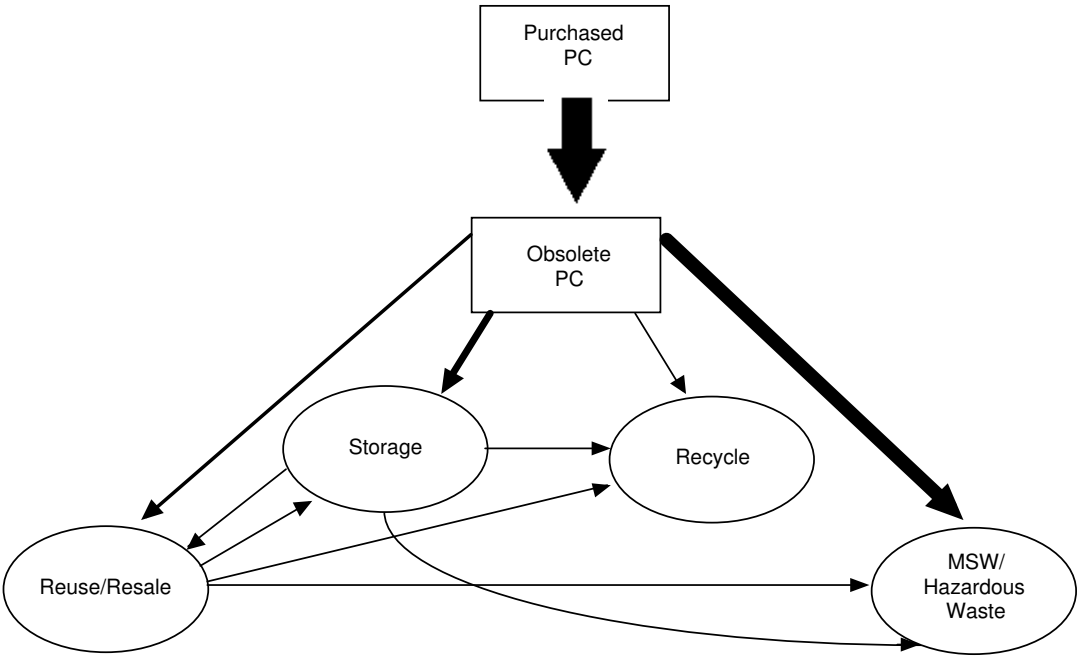 Purchased
PC
Obsolete
PC
Storage
Recycle
Reuse/Resale
MSW/
Hazardous
Waste